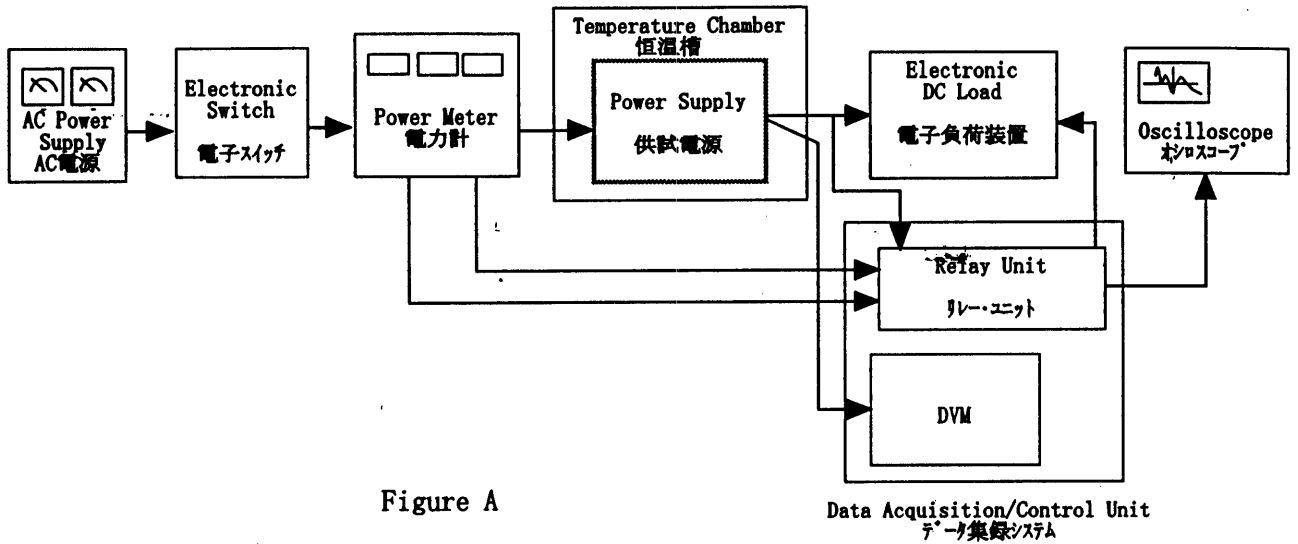 AC Power
Supply
AC電源
Electronic
Switch
電子スイッチ
Power Meter
電力計
Temperature Chamber
恒温槽
Power Supply
供試電源
Electronic
DC Load
電子負荷装置
Oscilloscope
オシロスコープ
Relay Unit
リレー・ユニット
DVM
Data Acquisition/Control Unit
データ集録システム
Figure A